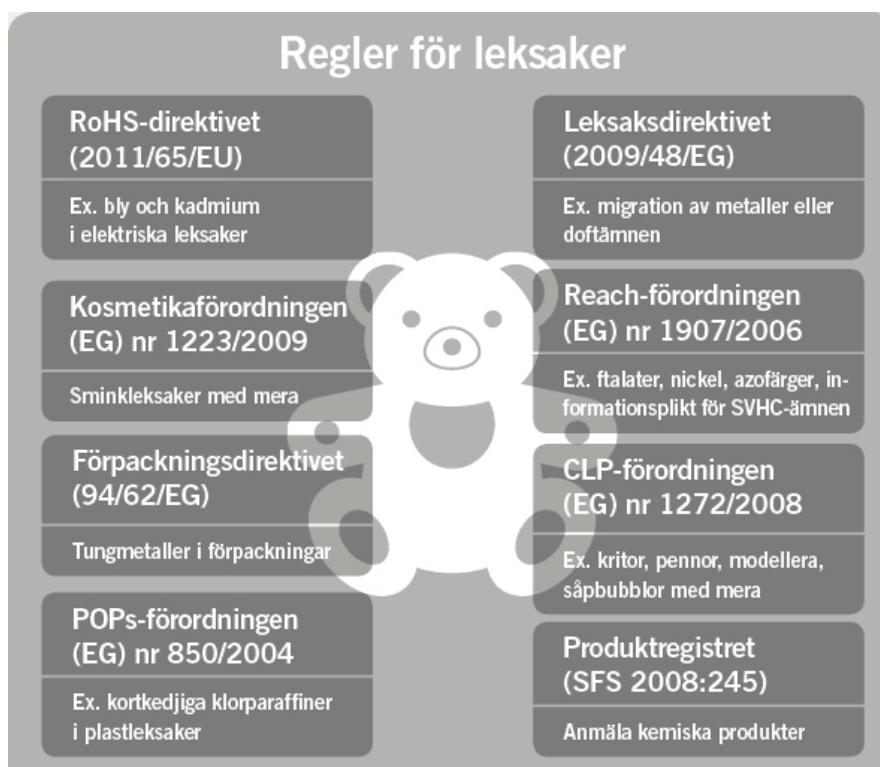 Regler för leksaker
RoHS-direktivet
(2011/65/EU)
Ex. bly och kadmium
i elektriska leksaker
Kosmetikaförordningen
(EG) nr 1223/2009
Sminkleksaker med mera
Förpackningsdirektivet
(94/62/EG)
Tungmetaller i förpackningar
POPs-förordningen
(EG) nr 850/2004
Ex. kortkedjiga klorparaffiner
i plastleksaker
Leksaksdirektivet
(2009/48/EG)
Ex. migration av metaller eller
doftämnen
Reach-förordningen
(EG) nr 1907/2006
Ex. ftalater, nickel, azofärger, in-
formationsplikt för SVHC-ämnen
CLP-förordningen
(EG) nr 1272/2008
Ex. kritor, pennor, modellera,
såpbubblor med mera
Produktregistret
(SFS 2008:245)
Anmäla kemiska produkter